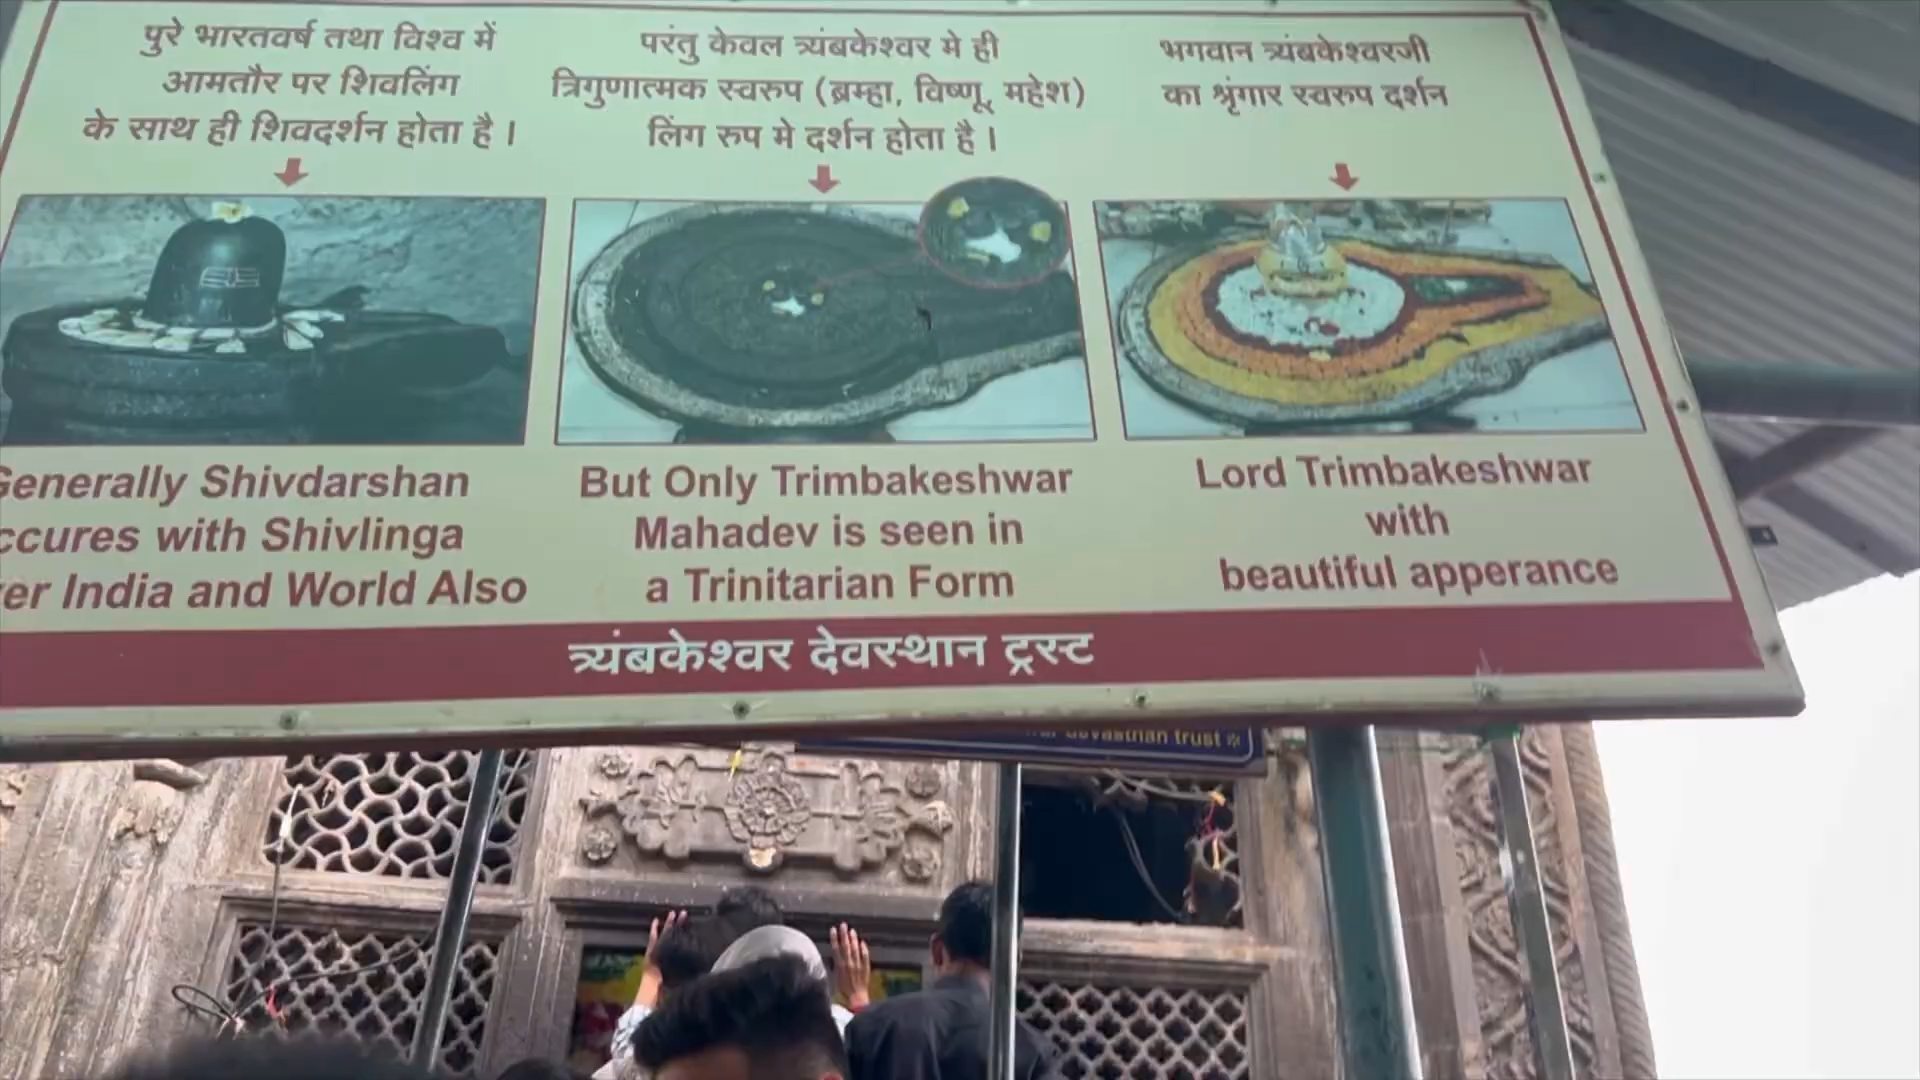 पुरे भारतवर्ष तथा विश्व में
आमतौर पर शिवलिंग
के साथ ही शिवदर्शन होता है ।
परंतु केवल त्र्यंबकेश्वर मे ही
त्रिगुणात्मक स्वरुप (ब्रम्हा, विष्णू, महेश)
लिंग रुप मे दर्शन होता है ।
भगवान त्र्यंबकेश्वरजी
का श्रृंगार स्वरुप दर्शन
Generally Shivdarshan
ccures with Shivlinga
er India and World Also
But Only Trimbakeshwar
Mahadev is seen in
a Trinitarian Form
Lord Trimbakeshwar
with
beautiful apperance
त्र्यंबकेश्वर देवस्थान ट्रस्ट
devasthan trust